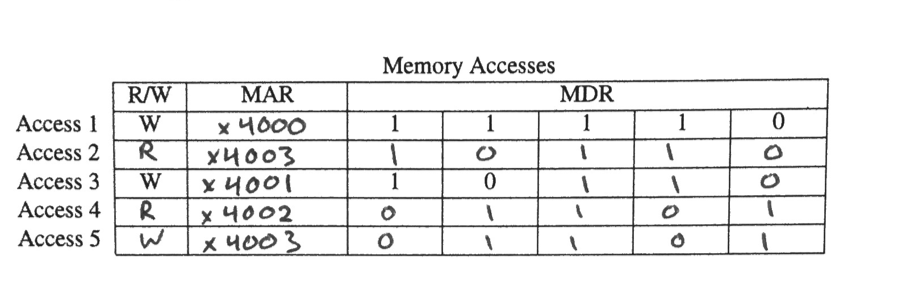 Memory Accesses
R/W MAR MDR
Access 1 W x4000 1 1 1 1 0
Access 2 R x4003 1 0 1 1 0
Access 3 W x4001 1 0 1 1 0
Access 4 R x4002 0 1 1 0 1
Access 5 W x4003 0 1 1 0 1